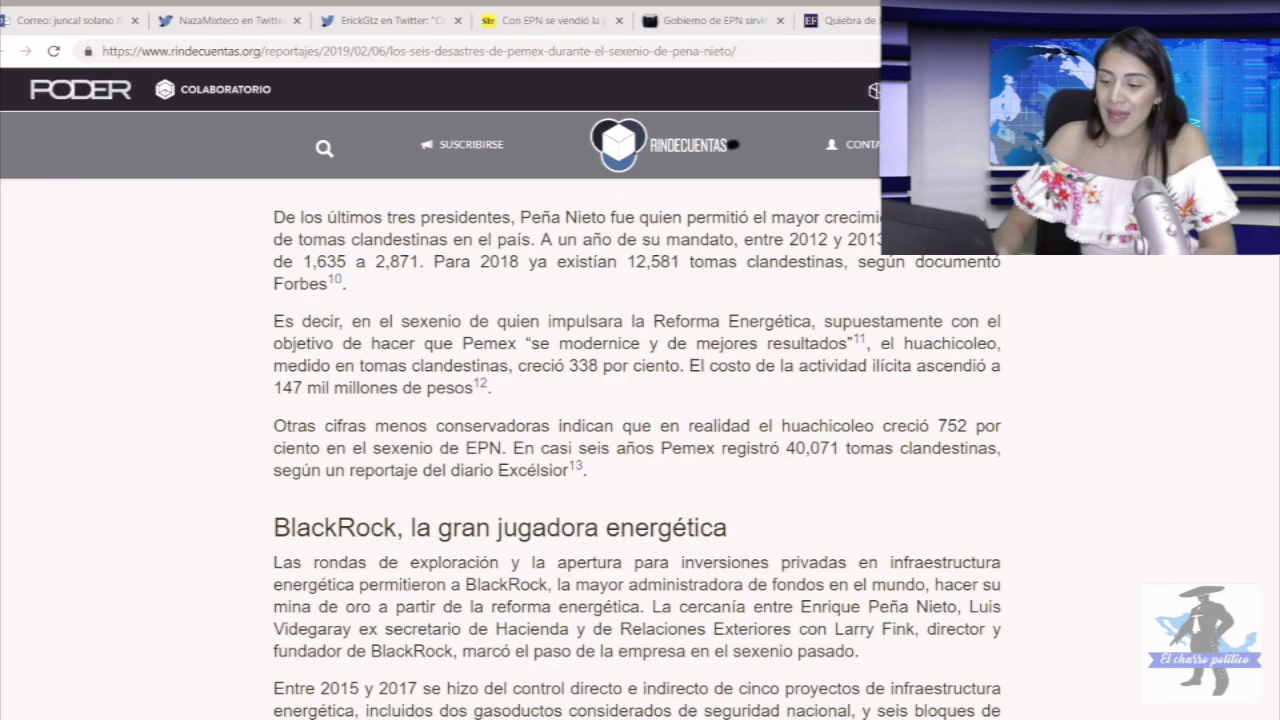 Correo: juncal solano
NazaMixteco en Twitte
ErickGtz en Twitter: "C
Str
Con EPN se vendió la
Gobierno de EPN sirvi
EF
Quiebra de
https://www.rindecuentas.org/reportajes/2019/02/06/los-seis-desastres-de-pemex-durante-el-sexenio-de-pena-nieto/
PODER
COLABORATORIO
SUSCRIBIRSE
RINDECUENTAS
CONTA
De los últimos tres presidentes, Peña Nieto fue quien permitió el mayor crecimi
de tomas clandestinas en el país. A un año de su mandato, entre 2012 y 2013
de 1,635 a 2,871. Para 2018 ya existían 12,581 tomas clandestinas, según documentó
Forbes10.
Es decir, en el sexenio de quien impulsara la Reforma Energética, supuestamente con el
objetivo de hacer que Pemex “se modernice y de mejores resultados”11, el huachicoleo,
medido en tomas clandestinas, creció 338 por ciento. El costo de la actividad ilícita ascendió a
147 mil millones de pesos12.
Otras cifras menos conservadoras indican que en realidad el huachicoleo creció 752 por
ciento en el sexenio de EPN. En casi seis años Pemex registró 40,071 tomas clandestinas,
según un reportaje del diario Excélsior13.
BlackRock, la gran jugadora energética
Las rondas de exploración y la apertura para inversiones privadas en infraestructura
energética permitieron a BlackRock, la mayor administradora de fondos en el mundo, hacer su
mina de oro a partir de la reforma energética. La cercanía entre Enrique Peña Nieto, Luis
Videgaray ex secretario de Hacienda y de Relaciones Exteriores con Larry Fink, director y
fundador de BlackRock, marcó el paso de la empresa en el sexenio pasado.
Entre 2015 y 2017 se hizo del control directo e indirecto de cinco proyectos de infraestructura
energética, incluidos dos gasoductos considerados de seguridad nacional, y seis bloques de
El charro político